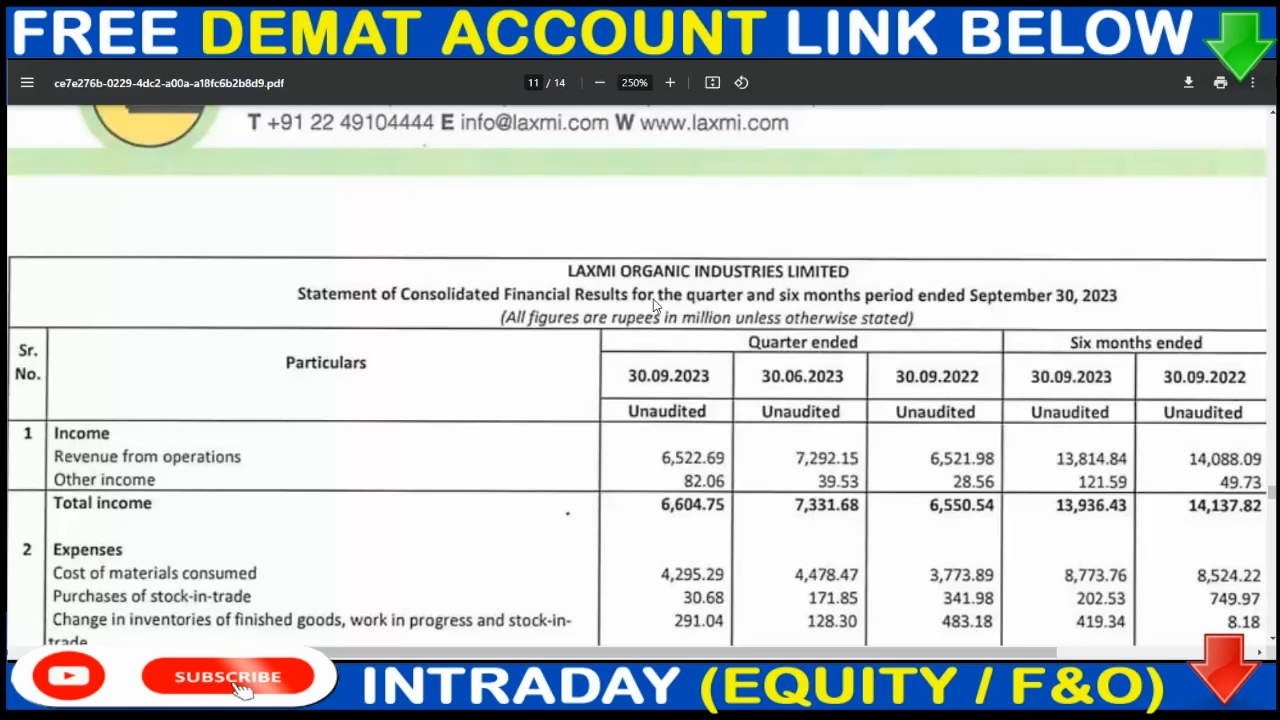 FREE DEMAT ACCOUNT LINK BELOW
ce7e276b-0229-4dc2-a00a-a18fc6b2b8d9.pdf 11 / 14 250%
T +91 22 49104444 E info@laxmi.com W www.laxmi.com
LAXMI ORGANIC INDUSTRIES LIMITED
Statement of Consolidated Financial Results for the quarter and six months period ended September 30, 2023
(All figures are rupees in million unless otherwise stated)
Sr. No. Particulars Quarter ended Six months ended
30.09.2023 30.06.2023 30.09.2022 30.09.2023 30.09.2022
Unaudited Unaudited Unaudited Unaudited Unaudited
1 Income
Revenue from operations 6,522.69 7,292.15 6,521.98 13,814.84 14,088.09
Other income 82.06 39.53 28.56 121.59 49.73
Total income 6,604.75 7,331.68 6,550.54 13,936.43 14,137.82
2 Expenses
Cost of materials consumed 4,295.29 4,478.47 3,773.89 8,773.76 8,524.22
Purchases of stock-in-trade 30.68 171.85 341.98 202.53 749.97
Change in inventories of finished goods, work in progress and stock-in- 291.04 128.30 483.18 419.34 8.18
trade
SUBSCRIBE
INTRADAY (EQUITY / F&O)